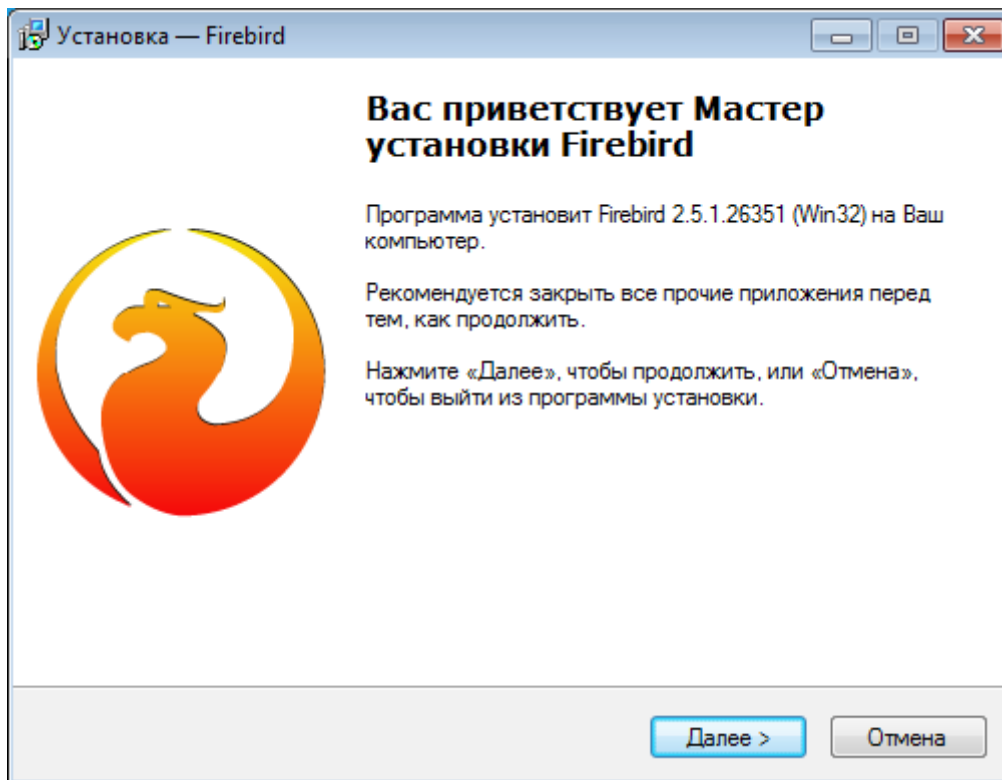 Установка — Firebird
Вас приветствует Мастер
установки Firebird
Программа установит Firebird 2.5.1.26351 (Win32) на Ваш
компьютер.
Рекомендуется закрыть все прочие приложения перед
тем, как продолжить.
Нажмите «Далее», чтобы продолжить, или «Отмена»,
чтобы выйти из программы установки.
Далее >
Отмена